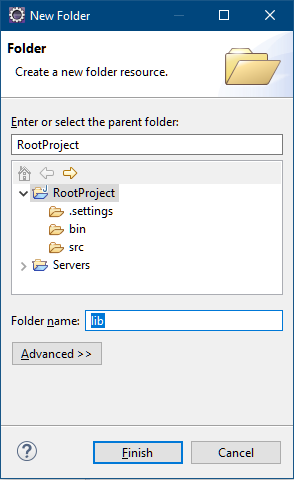 New Folder
Folder
Create a new folder resource.
Enter or select the parent folder:
RootProject
RootProject
.settings
bin
src
Servers
Folder name: lib
Advanced >>
? Finish Cancel